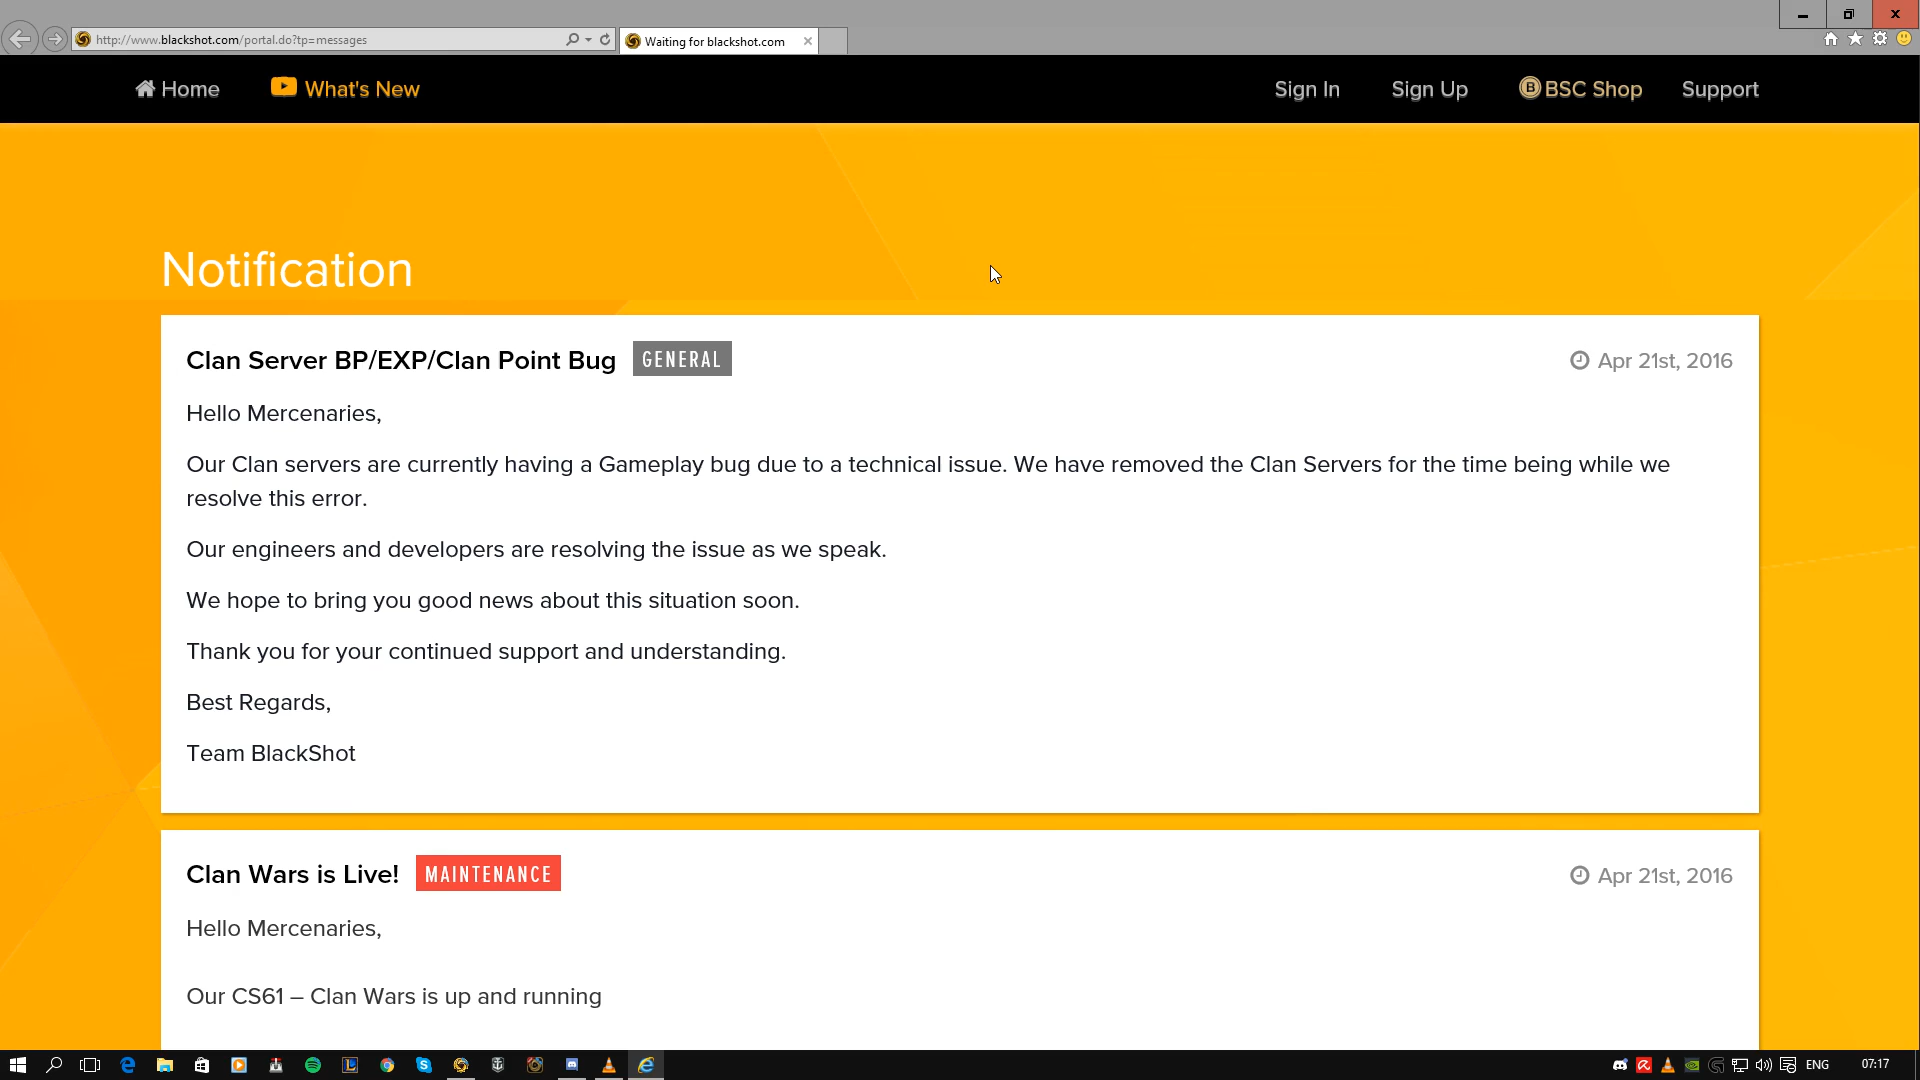 http://www.blackshot.com/portal.do?tp=messages
Waiting for blackshot.com
Home
What's New
Sign In
Sign Up
BSC Shop
Support
Notification
Clan Server BP/EXP/Clan Point Bug GENERAL Apr 21st, 2016
Hello Mercenaries,
Our Clan servers are currently having a Gameplay bug due to a technical issue. We have removed the Clan Servers for the time being while we
resolve this error.
Our engineers and developers are resolving the issue as we speak.
We hope to bring you good news about this situation soon.
Thank you for your continued support and understanding.
Best Regards,
Team BlackShot
Clan Wars is Live! MAINTENANCE Apr 21st, 2016
Hello Mercenaries,
Our CS61 – Clan Wars is up and running
ENG 07:17